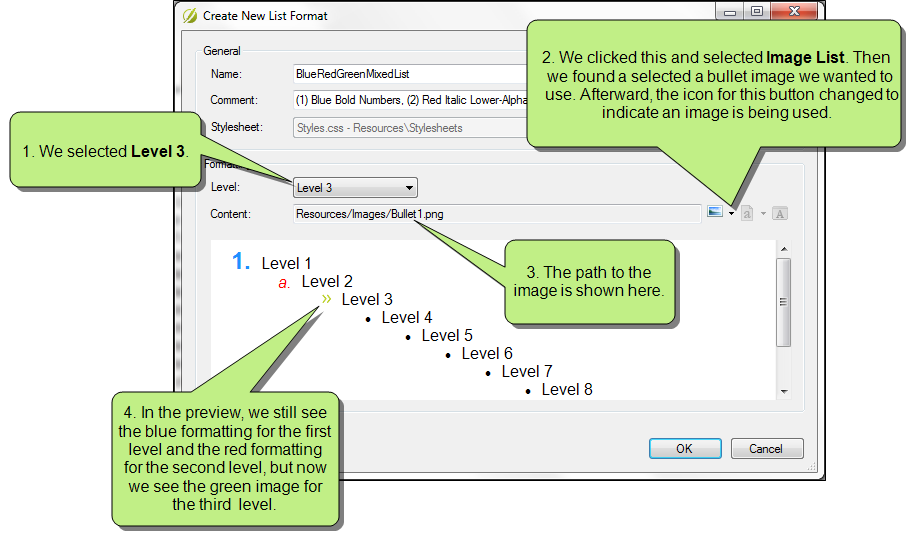 Create New List Format
General
Name:
BlueRedGreenMixedList
Comment:
(1) Blue Bold Numbers, (2) Red Italic Lower-Alpha
Stylesheet:
Styles.css - Resources\Stylesheets
2. We clicked this and selected Image List. Then
we found a selected a bullet image we wanted to
use. Afterward, the icon for this button changed to
indicate an image is being used.
1. We selected Level 3.
Level:
Level 3
Content:
Resources/Images/Bullet1.png
a
A
3. The path to the
image is shown here.
1. Level 1
a. Level 2
» Level 3
• Level 4
• Level 5
• Level 6
• Level 7
• Level 8
4. In the preview, we still see
the blue formatting for the first
level and the red formatting
for the second level, but now
we see the green image for
the third level.
OK
Cancel